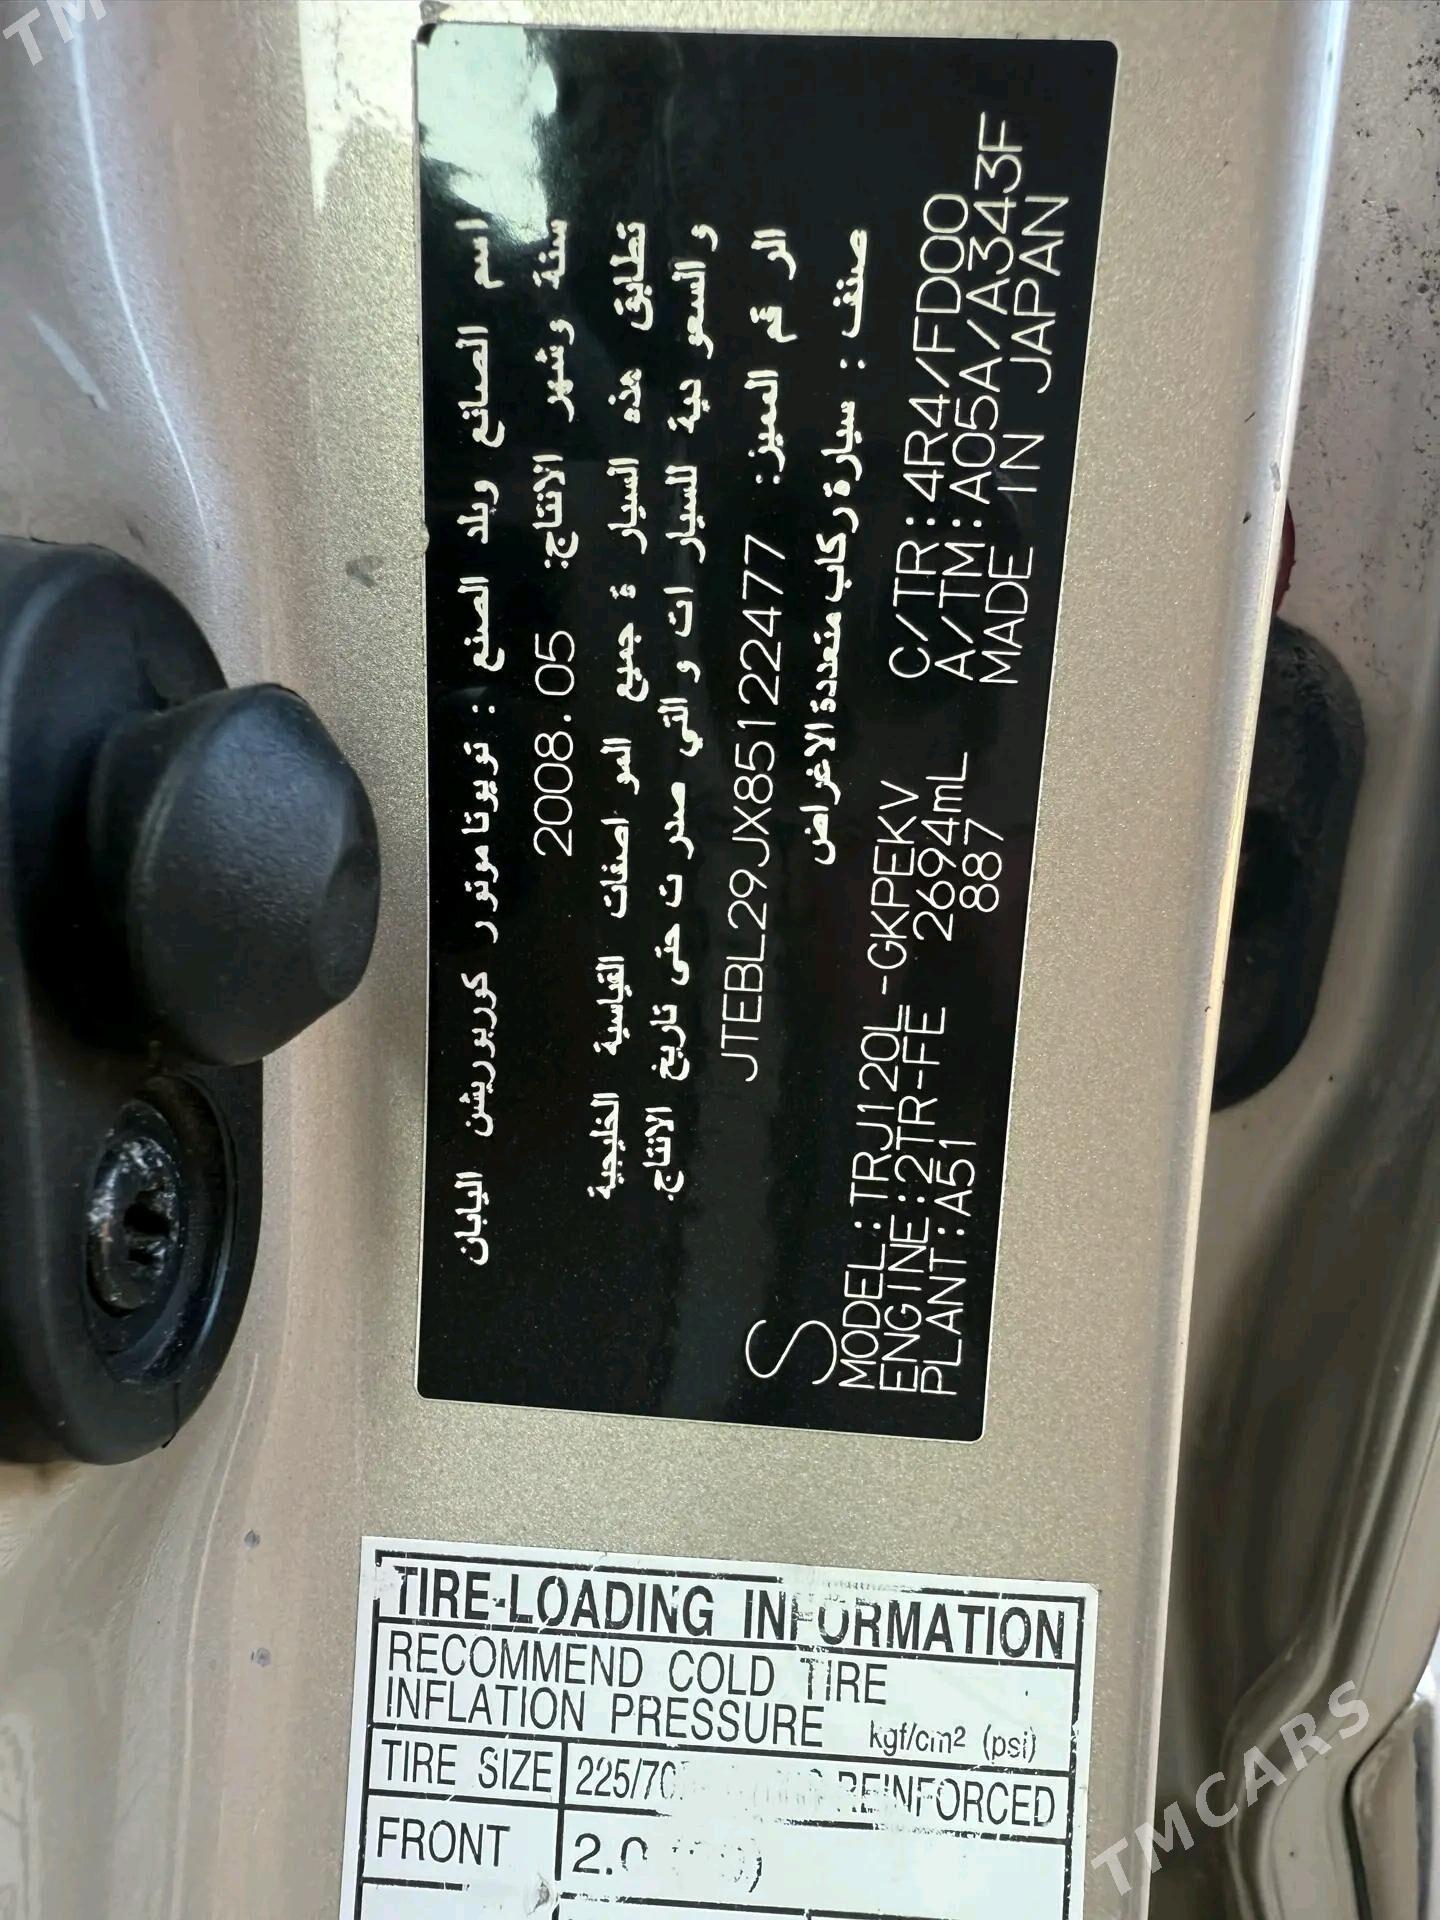 اسم الصانع وبلد الصنع : تويوتا موتور كوربوريشن اليابان
سنة وشهر الانتاج: 2008.05
تطابق هذه السيارة جميع المواصفات القياسية الخليجية
والسعودية للسيارات والتي صدرت حتى تاريخ الانتاج.
الرقم المميز: JTEBL29JX85122477
صنف : سيارة ركاب متعددة الاغراض
S
MODEL:TRJ120L-GKPEKV C/TR:4R4/FD00
ENGINE:2TR-FE 2694mL A/TM:A05A/A343F
PLANT:A51 887 MADE IN JAPAN
TIRE-LOADING INFORMATION
RECOMMEND COLD TIRE
INFLATION PRESSURE kgf/cm² (psi)
TIRE SIZE 225/70 REINFORCED
FRONT 2.0
TMCARS
TM